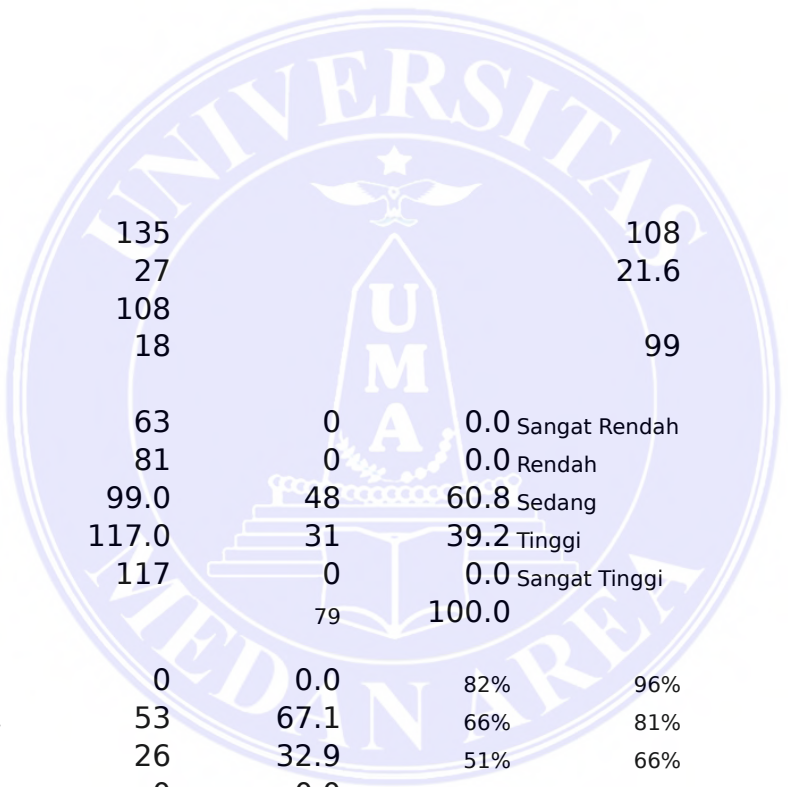 UNIVERSITAS
135 108
27 21.6
108
18 99
UMA
63 0 0.0 Sangat Rendah
81 0 0.0 Rendah
99.0 48 60.8 Sedang
117.0 31 39.2 Tinggi
117 0 0.0 Sangat Tinggi
79 100.0
MEDAN AREA
0 0.0 82% 96%
53 67.1 66% 81%
26 32.9 51% 66%